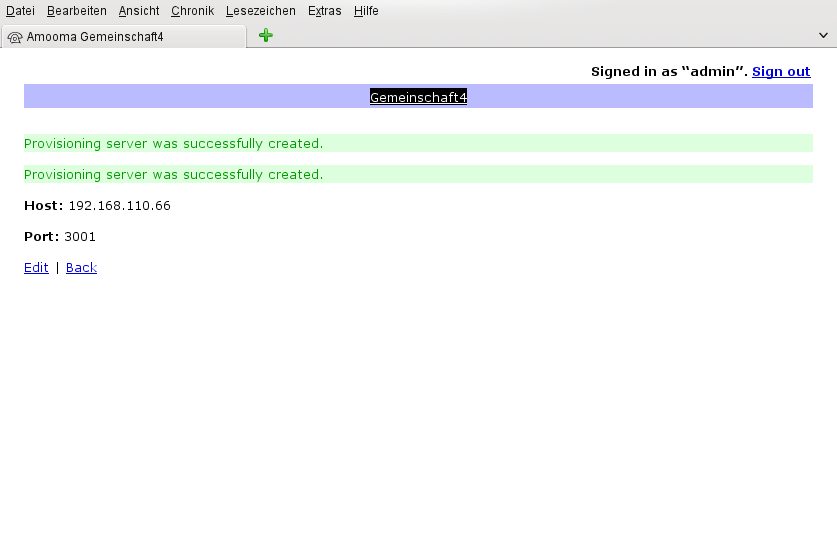 Datei Bearbeiten Ansicht Chronik Lesezeichen Extras Hilfe
Amooma Gemeinschaft4
Signed in as “admin”. Sign out
Gemeinschaft4
Provisioning server was successfully created.
Provisioning server was successfully created.
Host: 192.168.110.66
Port: 3001
Edit | Back